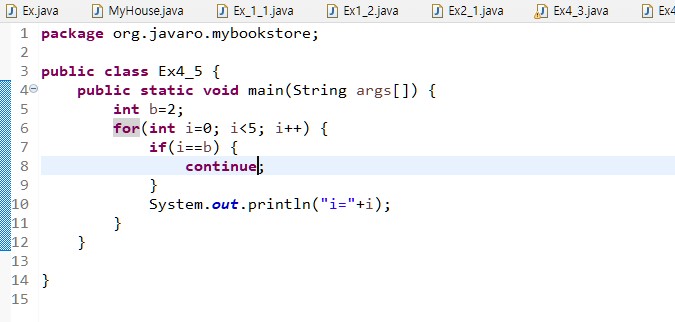 Ex.java MyHouse.java Ex_1_1.java Ex1_2.java Ex2_1.java Ex4_3.java Ex4
1 package org.javaro.mybookstore;
2
3 public class Ex4_5 {
4     public static void main(String args[]) {
5         int b=2;
6         for(int i=0; i<5; i++) {
7             if(i==b) {
8                 continue;
9             }
10             System.out.println("i="+i);
11         }
12     }
13
14 }
15